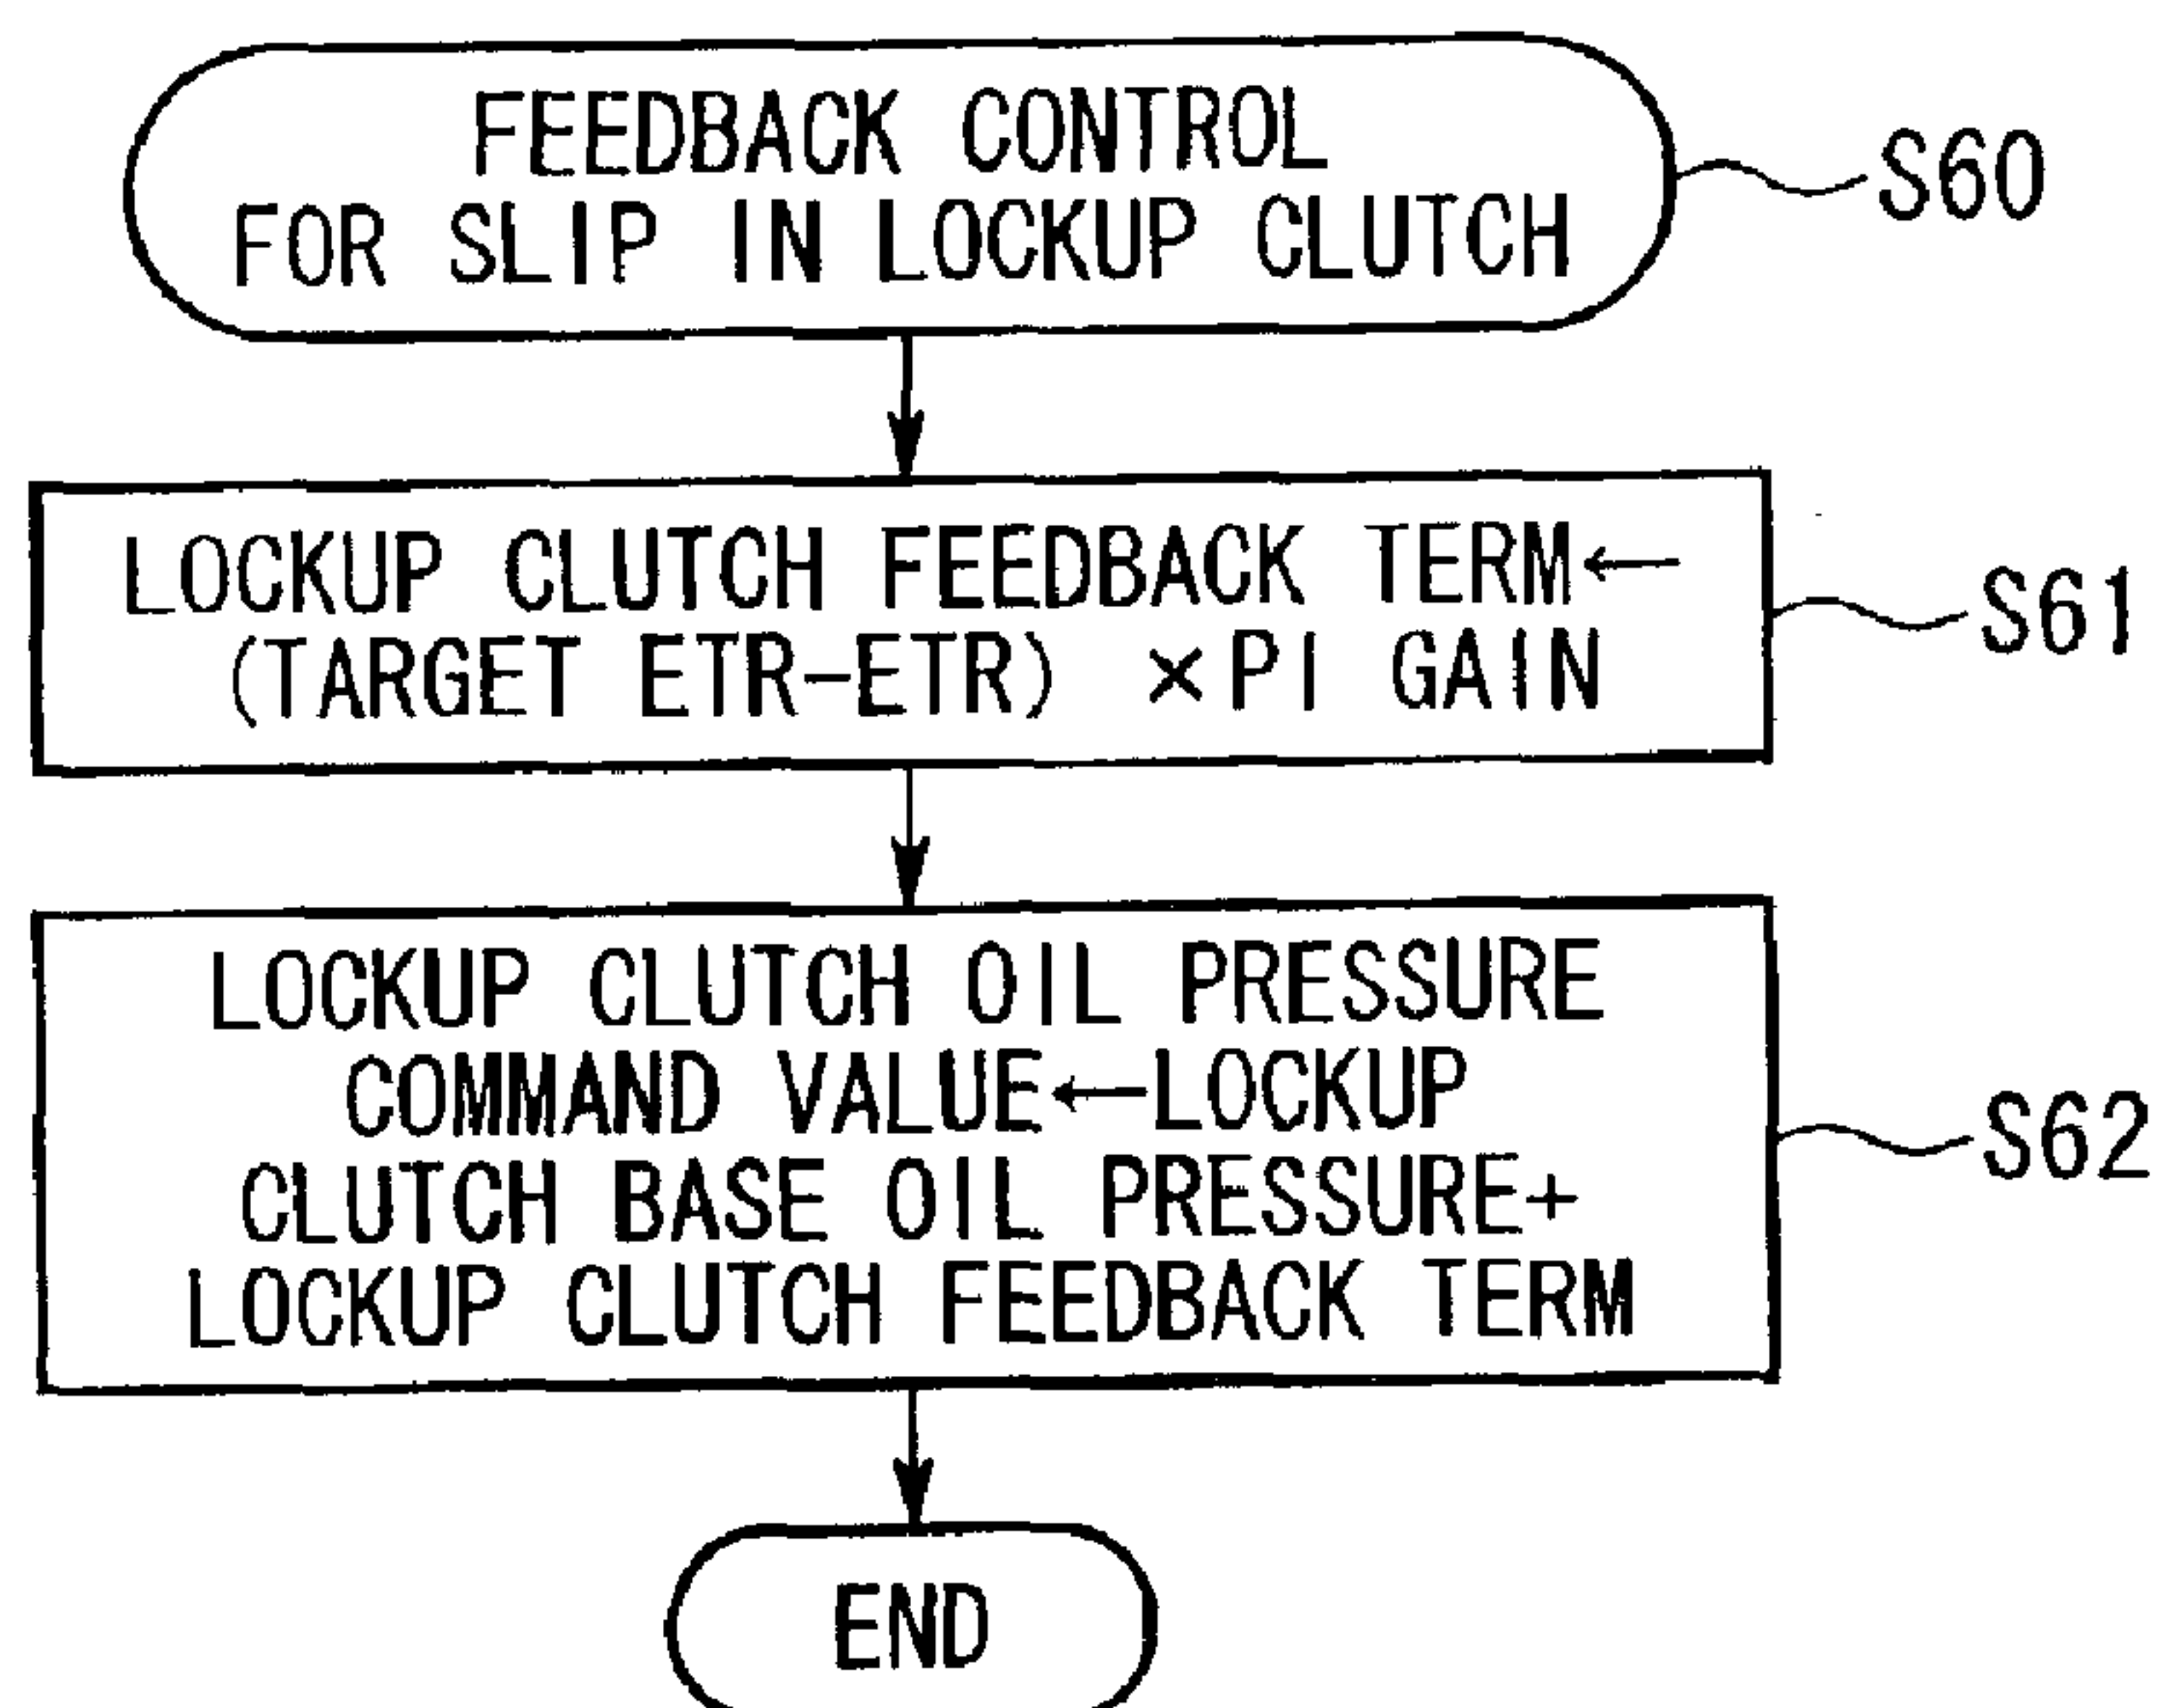 FEEDBACK CONTROL
FOR SLIP IN LOCKUP CLUTCH
S60
LOCKUP CLUTCH FEEDBACK TERM←
(TARGET ETR-ETR) ×PI GAIN
S61
LOCKUP CLUTCH OIL PRESSURE
COMMAND VALUE←LOCKUP
CLUTCH BASE OIL PRESSURE+
LOCKUP CLUTCH FEEDBACK TERM
S62
END